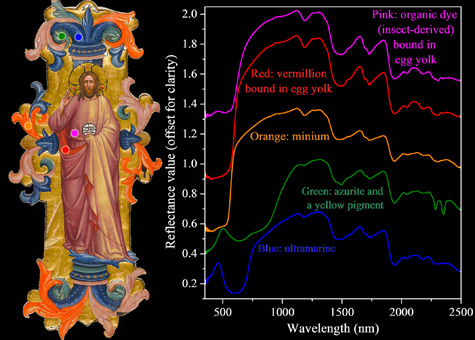 2.0
1.8
1.6
1.4
1.2
1.0
0.8
0.6
0.4
0.2
0.0
Reflectance value (offset for clarity)
Pink: organic dye
(insect-derived)
bound in
egg yolk
Red: vermillion
bound in egg yolk
Orange: minium
Green: azurite and
a yellow pigment
Blue: ultramarine
500
1000
1500
2000
2500
Wavelength (nm)